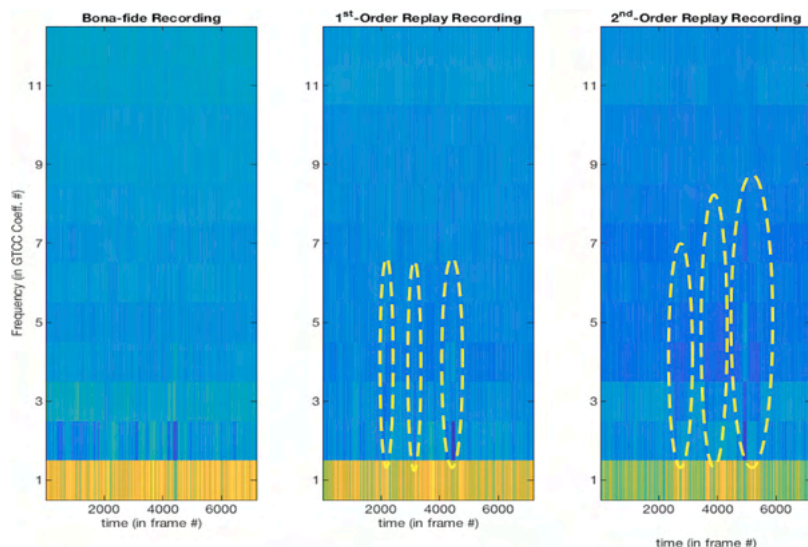 Bona-fide Recording
1st-Order Replay Recording
2nd-Order Replay Recording
Frequency (in GTCC Coeff. #)
11
9
7
5
3
1
2000 4000 6000
time (in frame #)
11
9
7
5
3
1
2000 4000 6000
time (in frame #)
11
9
7
5
3
1
2000 4000 6000
time (in frame #)